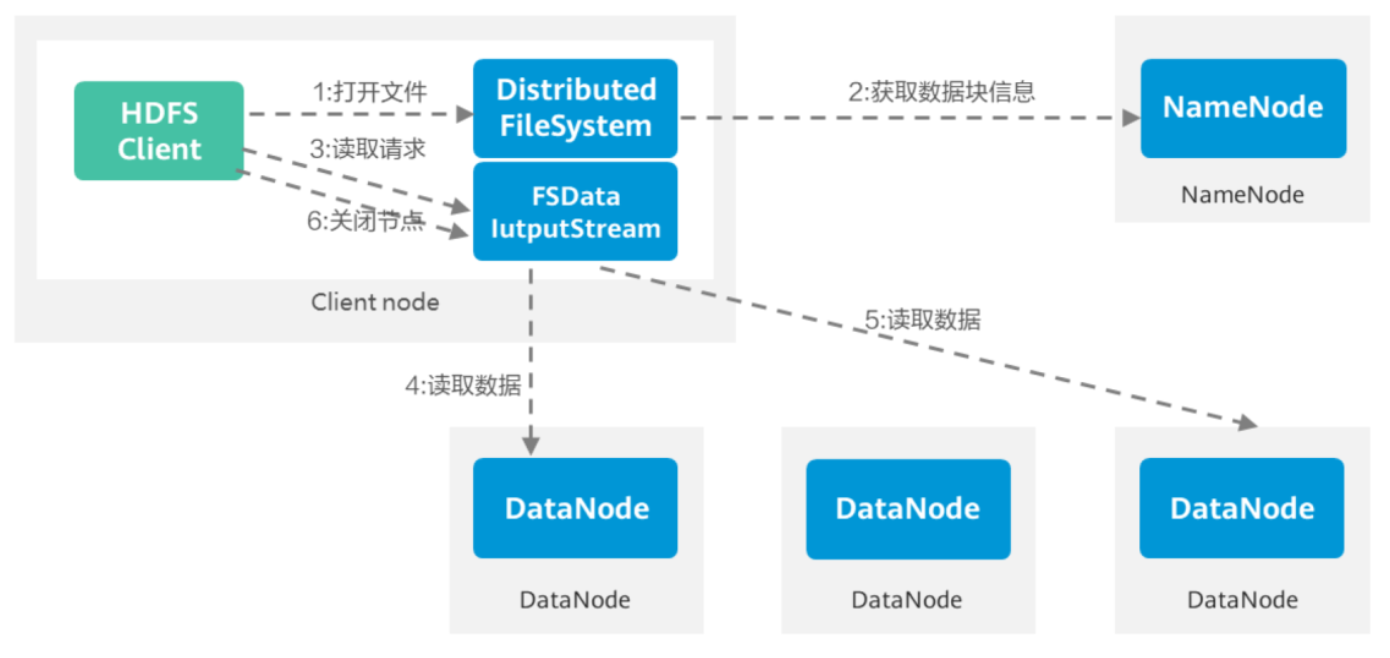 HDFS
Client
1:打开文件
3:读取请求
6:关闭节点
Distributed
FileSystem
FSData
IutputStream
Client node
2:获取数据块信息
NameNode
NameNode
4:读取数据
5:读取数据
DataNode
DataNode
DataNode
DataNode
DataNode
DataNode